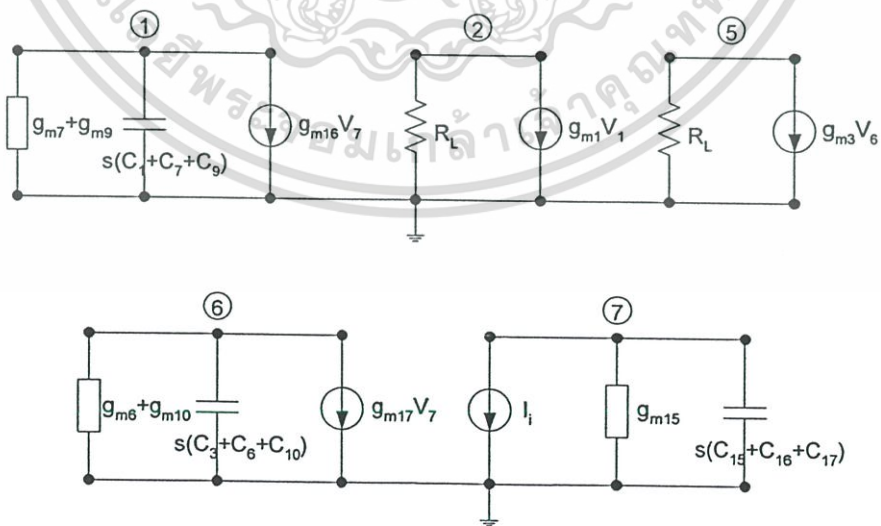 ① ② ⑤
g_m7+g_m9
s(C_1+C_7+C_9)
g_m16V_7
R_L
g_m1V_1
R_L
g_m3V_6
⑥ ⑦
g_m6+g_m10
s(C_3+C_6+C_10)
g_m17V_7
I_i
g_m15
s(C_15+C_16+C_17)